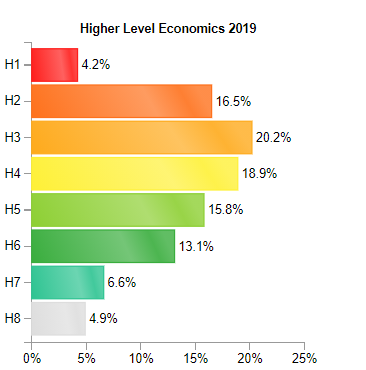 Higher Level Economics 2019
H1 4.2%
H2 16.5%
H3 20.2%
H4 18.9%
H5 15.8%
H6 13.1%
H7 6.6%
H8 4.9%
0% 5% 10% 15% 20% 25%